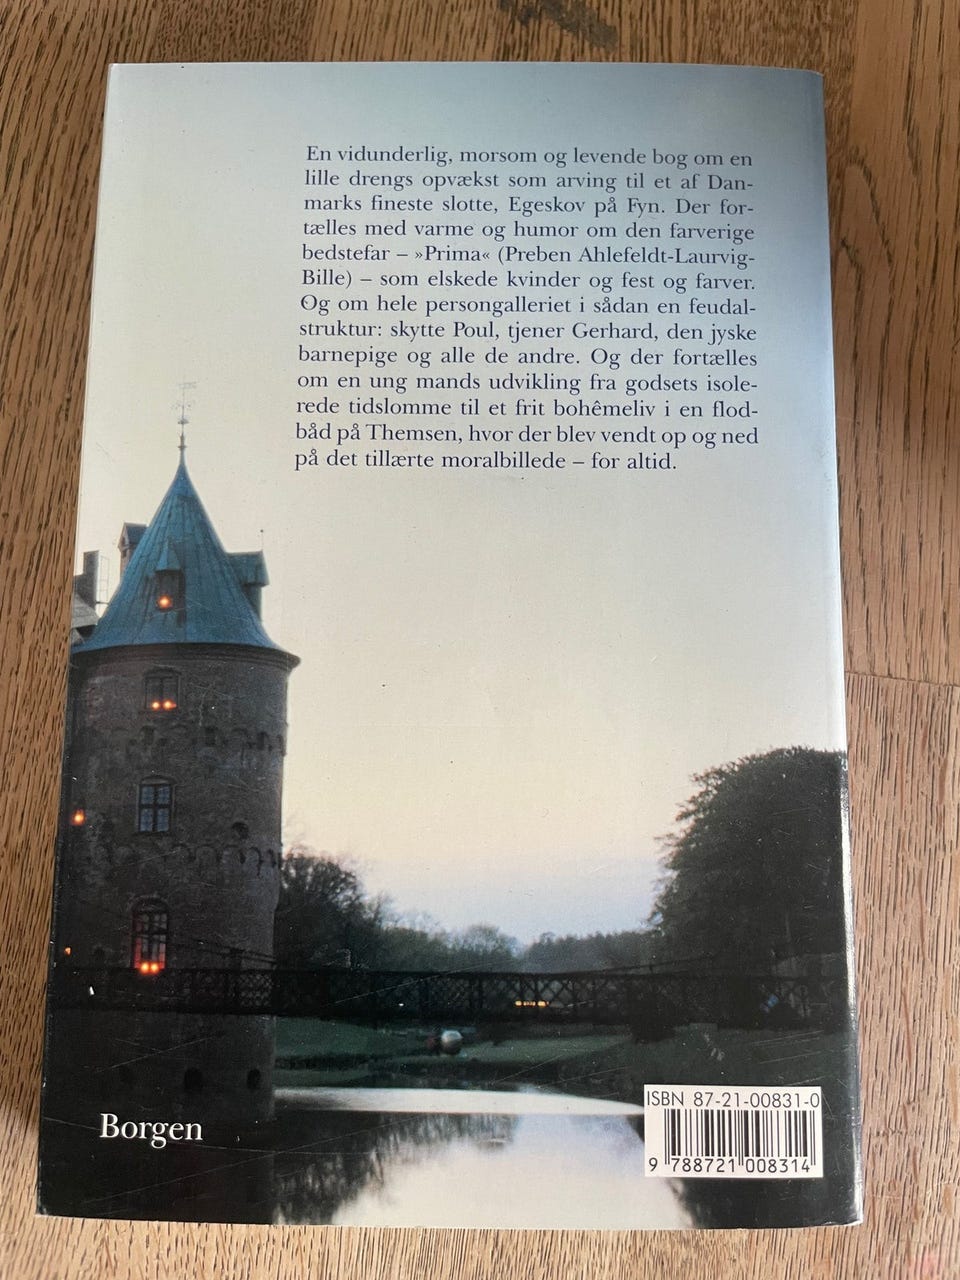 En vidunderlig, morsom og levende bog om en
lille drengs opvækst som arving til et af Dan-
marks fineste slotte, Egeskov på Fyn. Der for-
tælles med varme og humor om den farverige
bedstefar – »Prima« (Preben Ahlefeldt-Laurvig-
Bille) – som elskede kvinder og fest og farver.
Og om hele persongalleriet i sådan en feudal-
struktur: skytte Poul, tjener Gerhard, den jyske
barnepige og alle de andre. Og der fortælles
om en ung mands udvikling fra godsets isole-
rede tidslomme til et frit bohêmeliv i en flod-
båd på Themsen, hvor der blev vendt op og ned
på det tillærte moralbillede – for altid.
Borgen
ISBN 87-21-00831-0
9 788721 008314